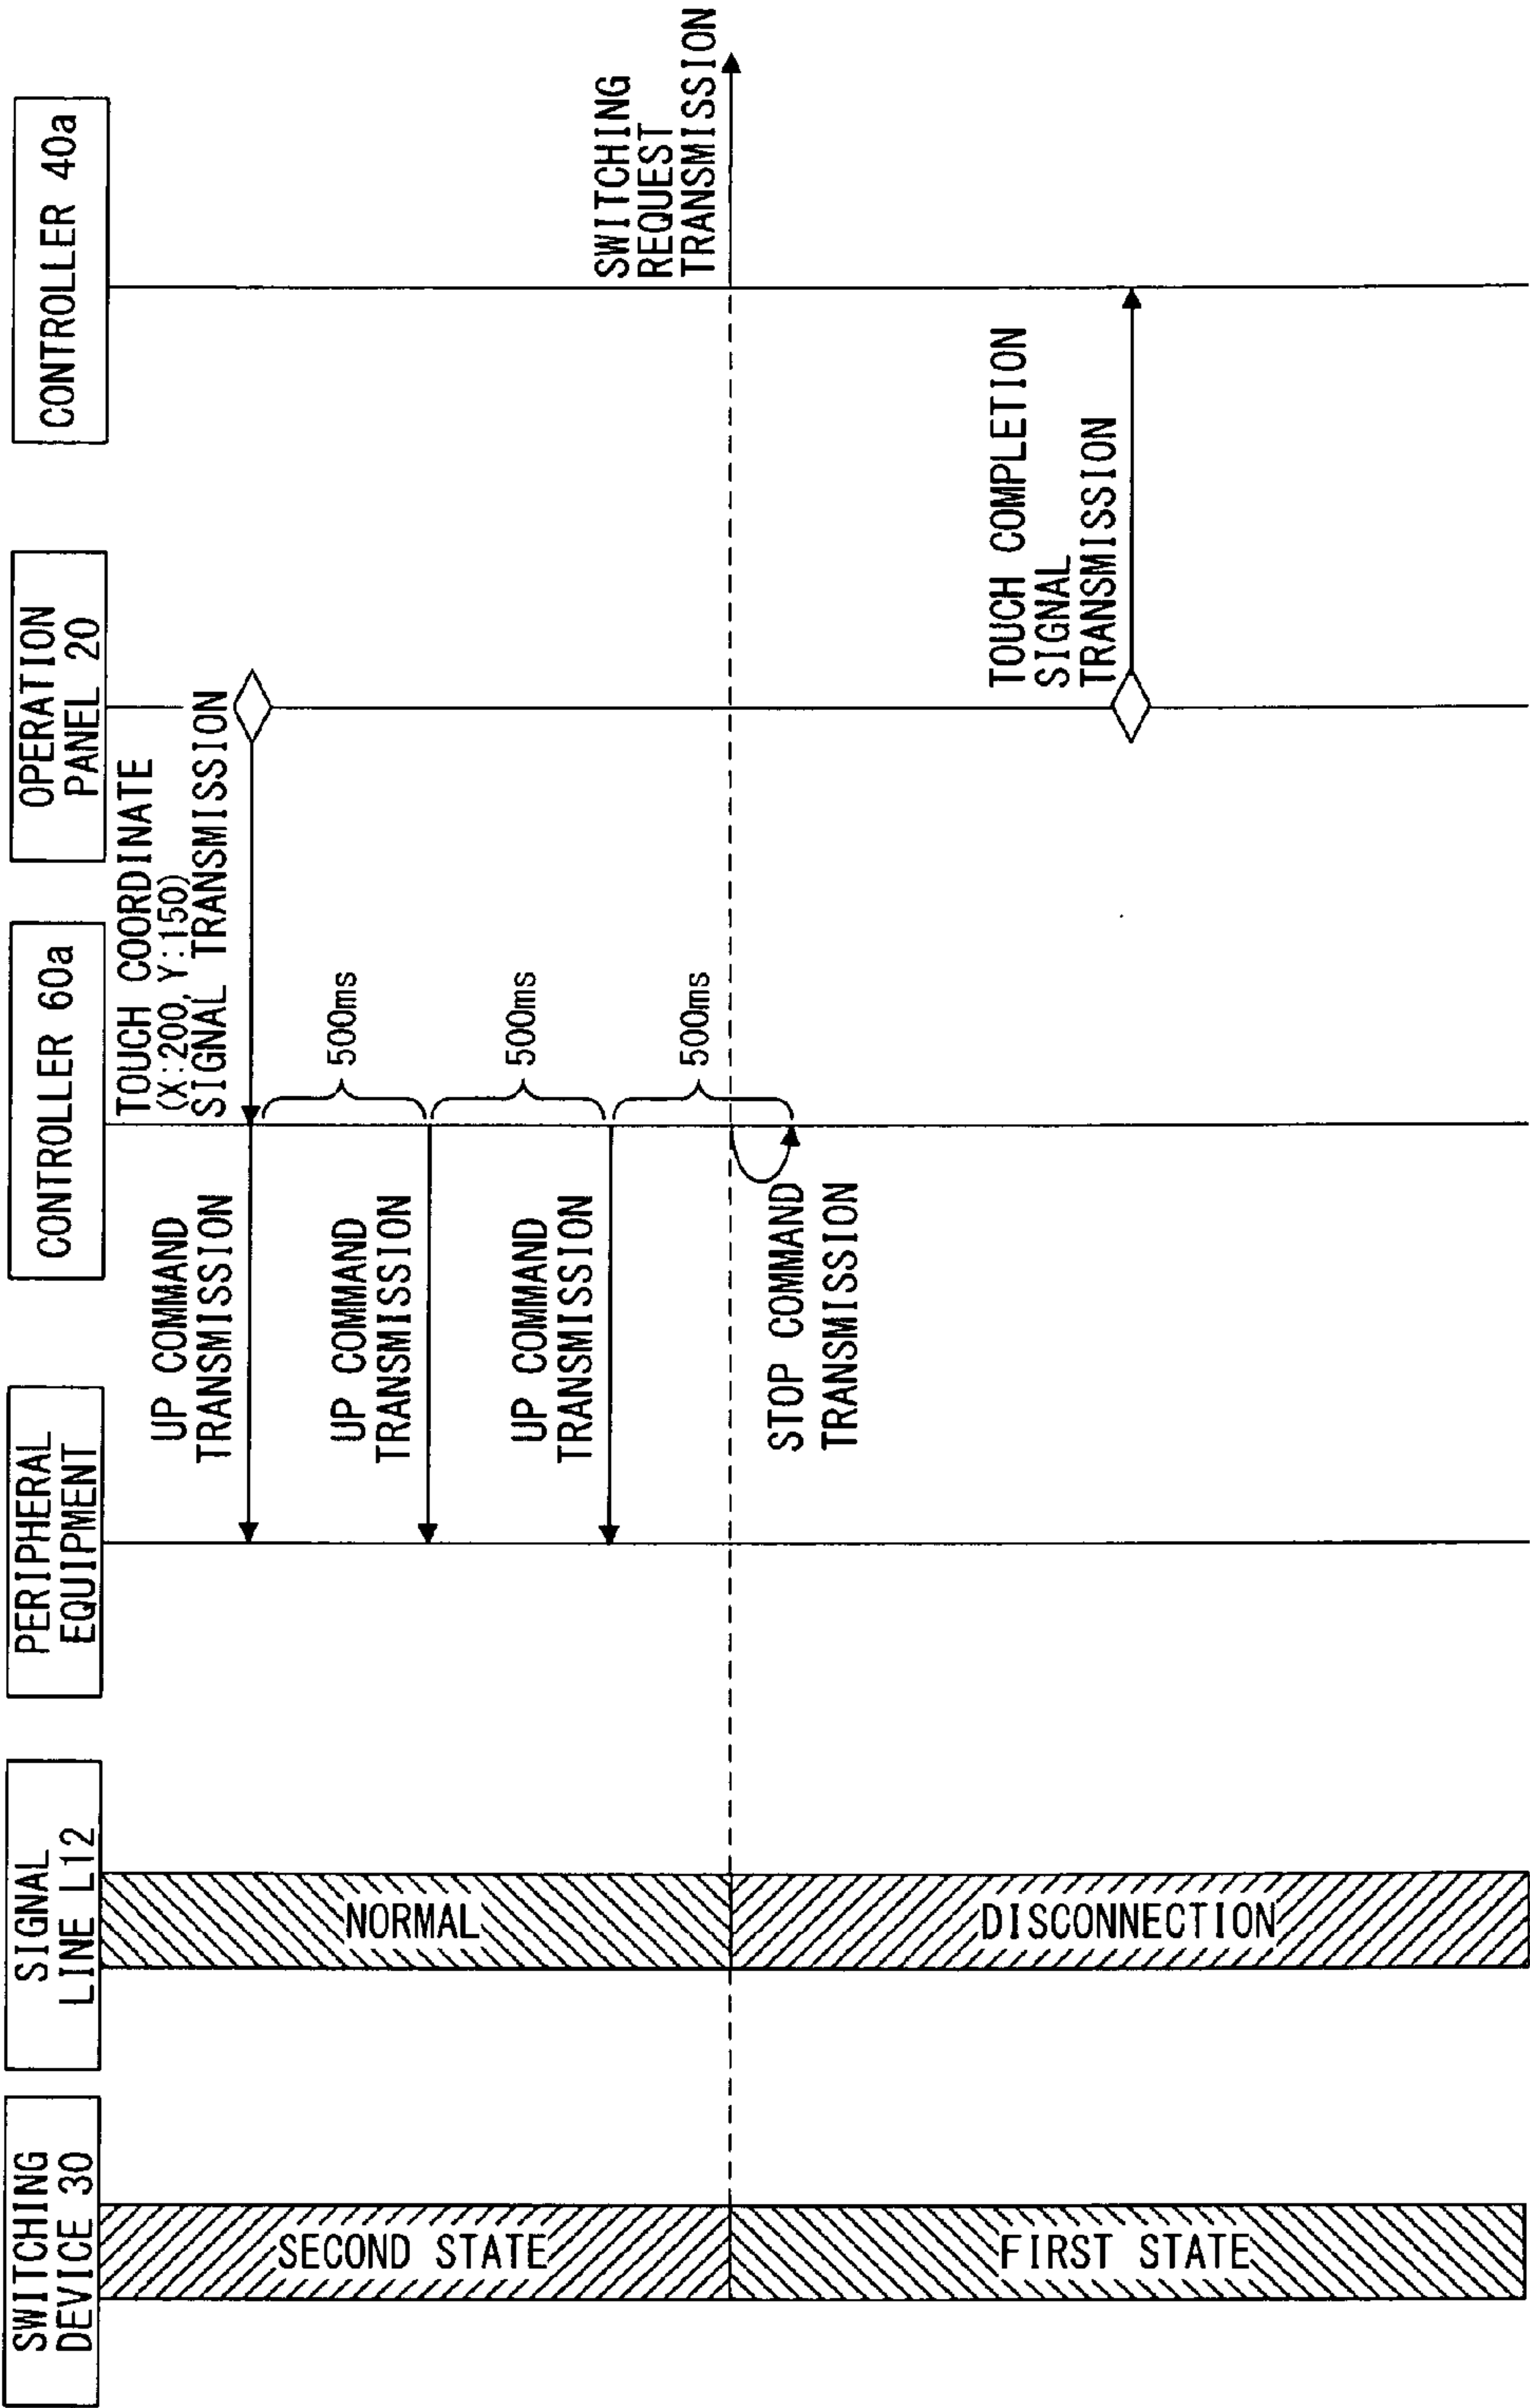 SWITCHING
DEVICE 30
SIGNAL
LINE L12
PERIPHERAL
EQUIPMENT
CONTROLLER 60a
OPERATION
PANEL 20
CONTROLLER 40a
TOUCH COORDINATE
(X:200, Y:150)
SIGNAL TRANSMISSION
UP COMMAND
TRANSMISSION
500ms
UP COMMAND
TRANSMISSION
500ms
UP COMMAND
TRANSMISSION
500ms
SECOND STATE
NORMAL
SWITCHING
REQUEST
TRANSMISSION
STOP COMMAND
TRANSMISSION
FIRST STATE
DISCONNECTION
TOUCH COMPLETION
SIGNAL
TRANSMISSION